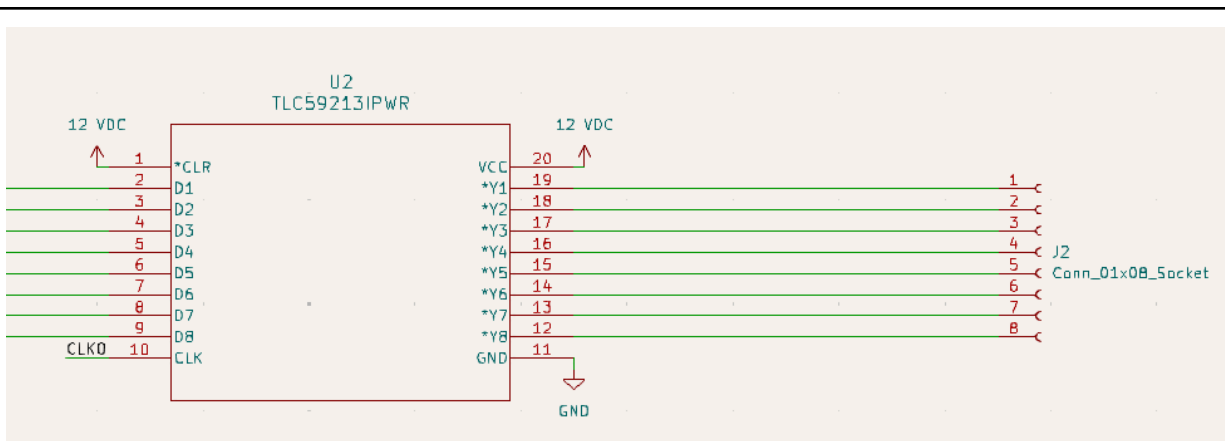 U2
TLC59213IPWR
12 VDC
12 VDC
1
*CLR
VCC
20
2
D1
*Y1
19
1
3
D2
*Y2
18
2
4
D3
*Y3
17
3
5
D4
*Y4
16
4
J2
6
D5
*Y5
15
5
Conn_01x08_Socket
7
D6
*Y6
14
6
8
D7
*Y7
13
7
9
D8
*Y8
12
8
CLK0
10
CLK
GND
11
GND